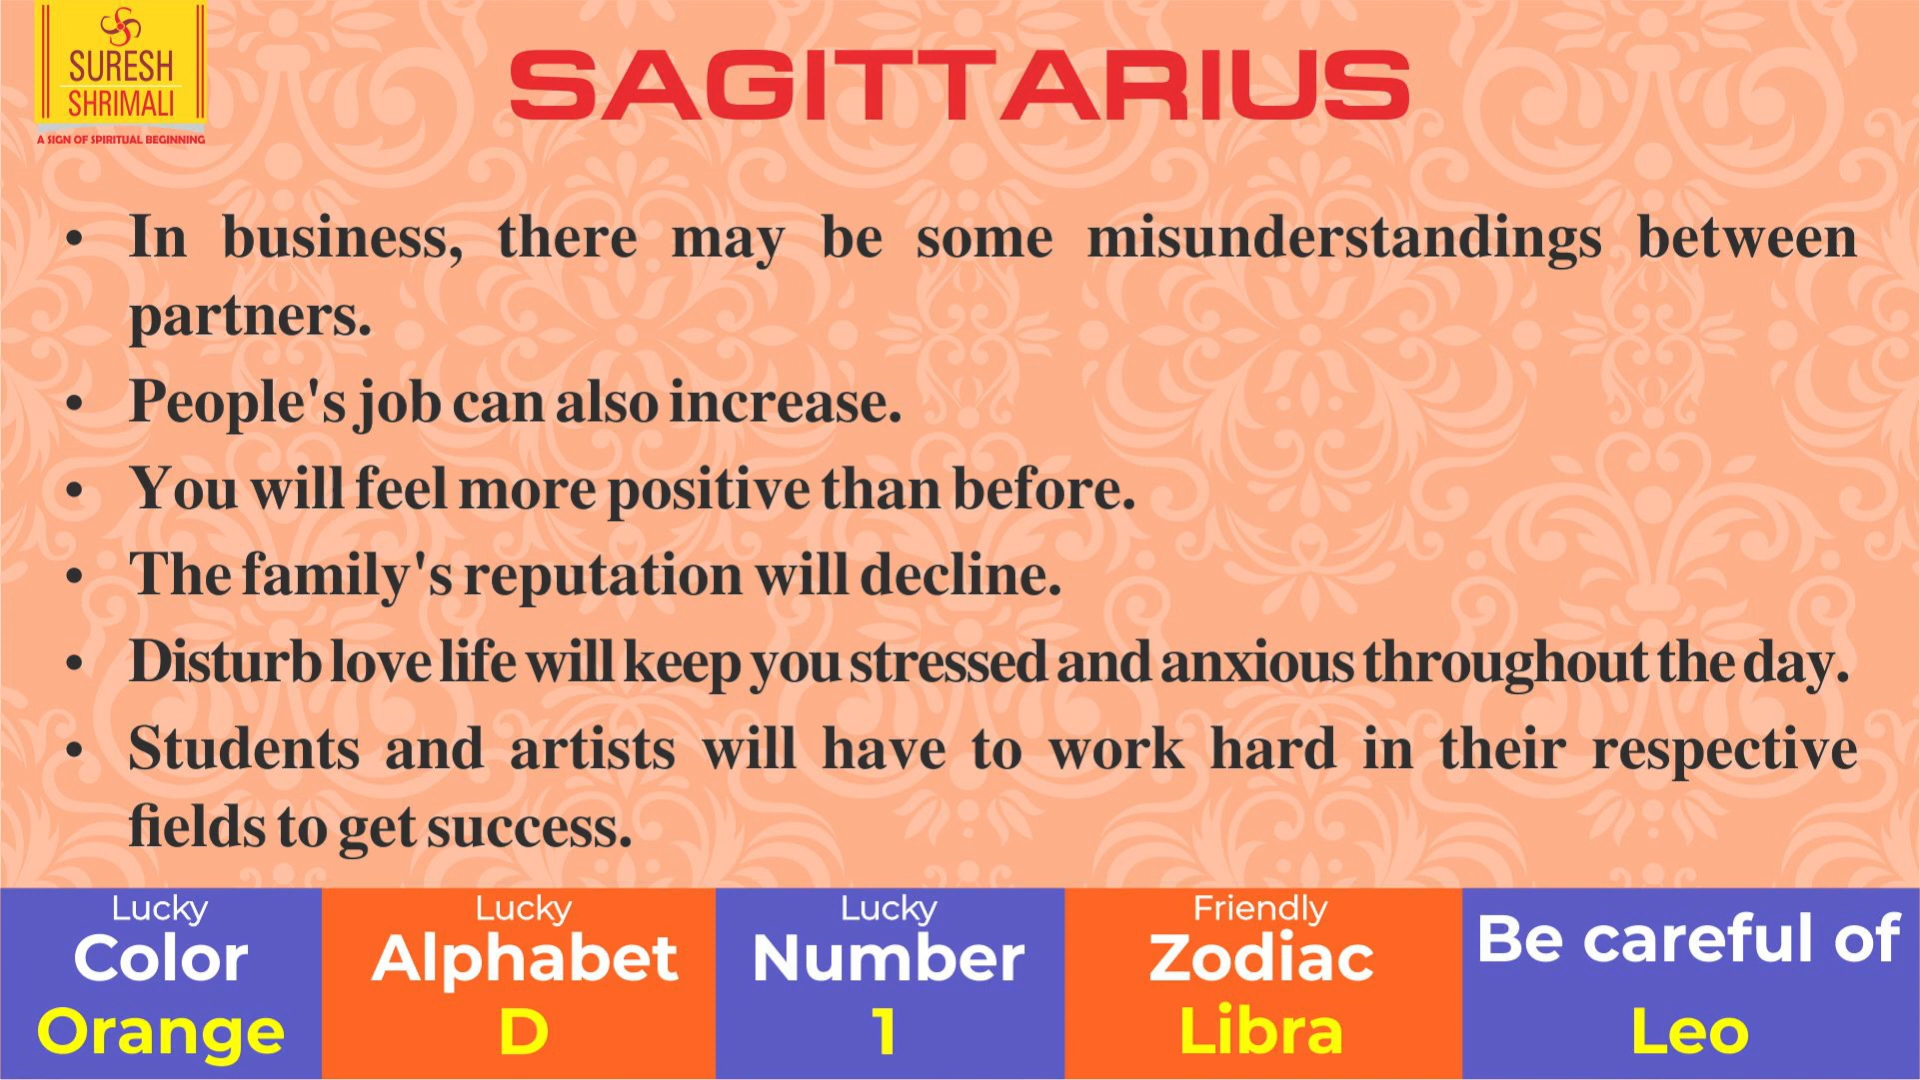 SURESH
SHRIMALI
A SIGN OF SPIRITUAL BEGINNING
SAGITTARIUS
• In business, there may be some misunderstandings between
partners.
• People's job can also increase.
• You will feel more positive than before.
• The family's reputation will decline.
• Disturb love life will keep you stressed and anxious throughout the day.
• Students and artists will have to work hard in their respective
fields to get success.
Lucky
Color
Orange
Lucky
Alphabet
D
Lucky
Number
1
Friendly
Zodiac
Libra
Be careful of
Leo